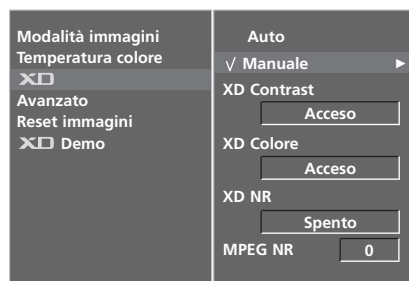 Modalità immagini
Temperatura colore
XD
Avanzato
Reset immagini
XD Demo
Auto
√ Manuale
XD Contrast
Acceso
XD Colore
Acceso
XD NR
Spento
MPEG NR 0